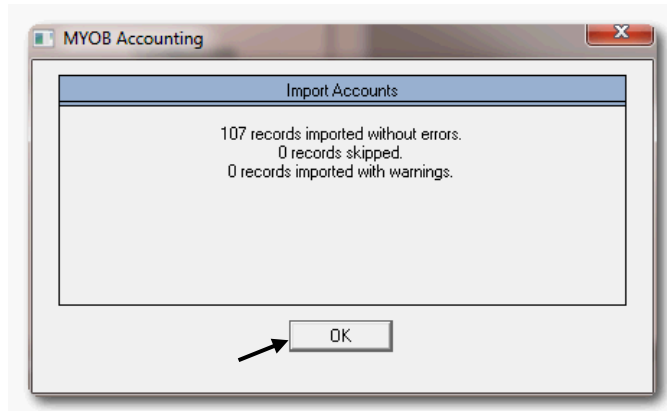 MYOB Accounting
Import Accounts
107 records imported without errors.
0 records skipped.
0 records imported with warnings.
OK